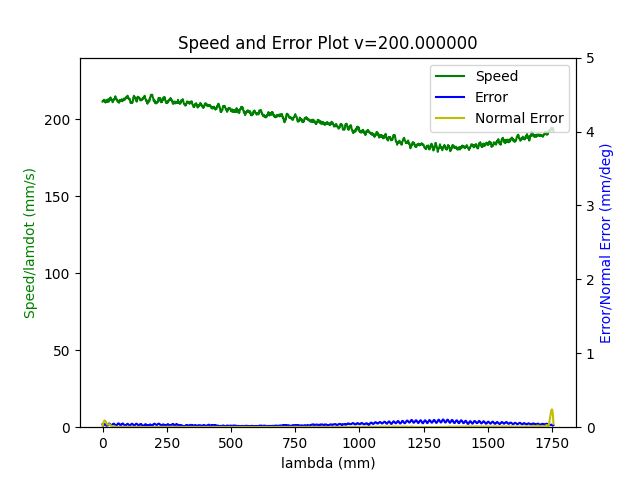 Speed and Error Plot v=200.000000
Speed
Error
Normal Error
Speed/lamdot (mm/s)
200
150
100
50
0
Error/Normal Error (mm/deg)
5
4
3
2
1
0
0 250 500 750 1000 1250 1500 1750
lambda (mm)